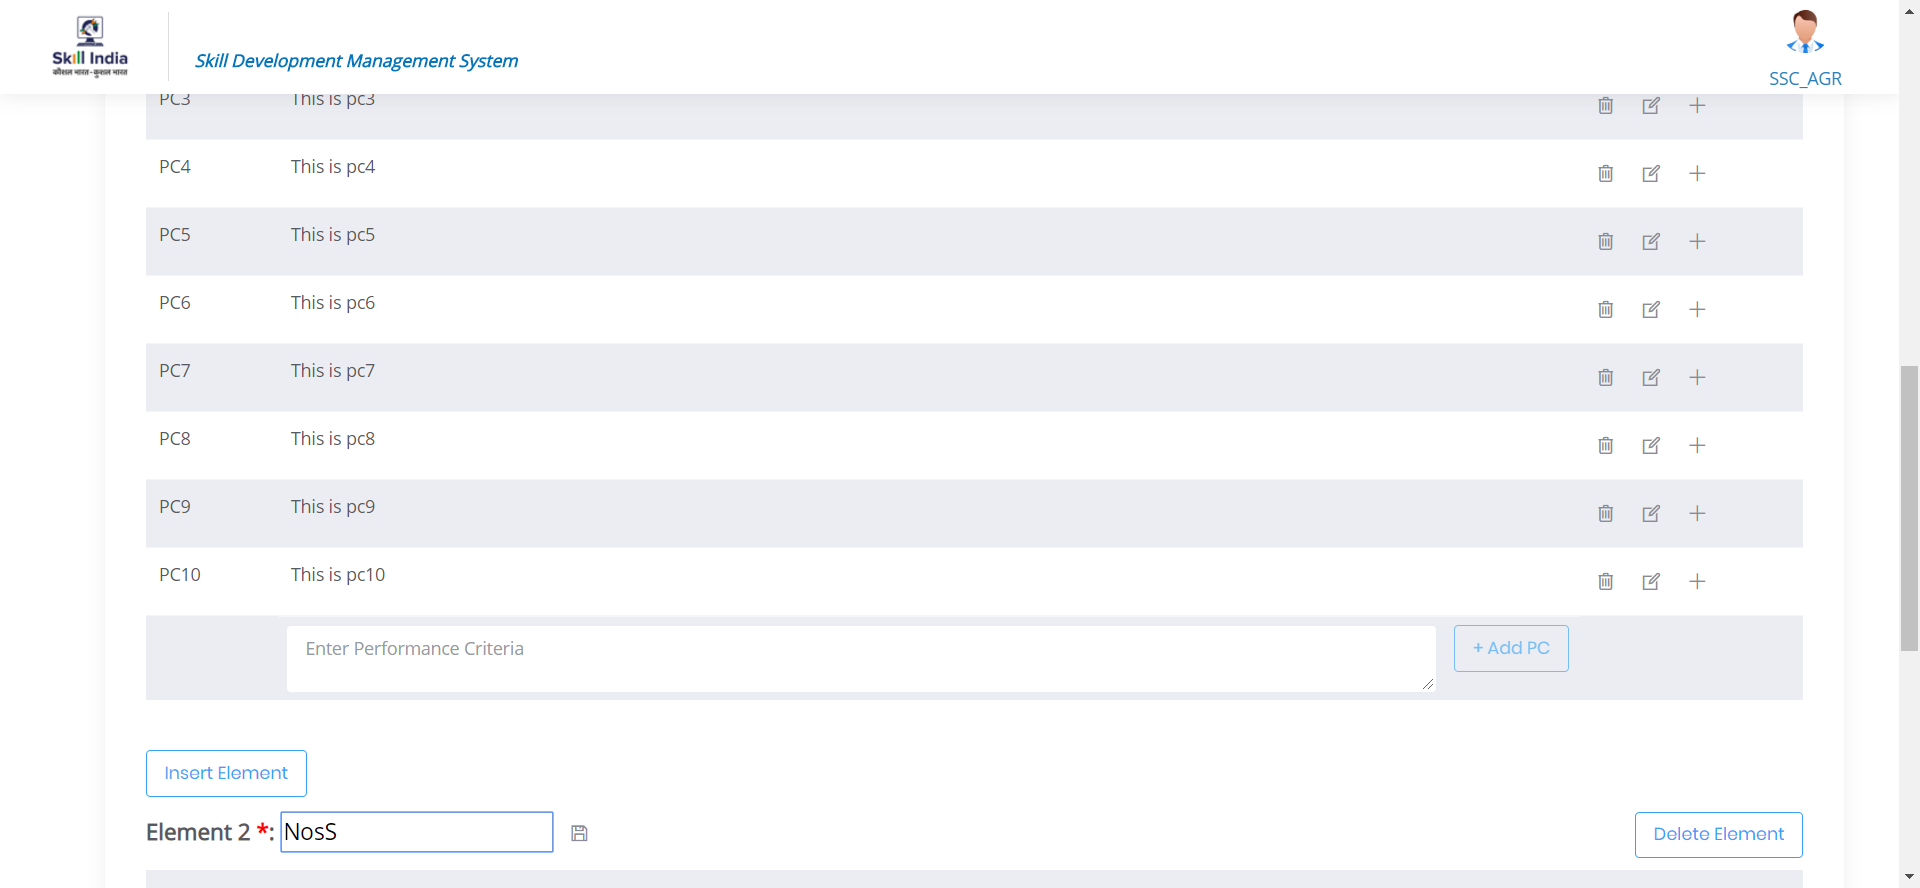 Skill India
कौशल भारत-कुशल भारत
Skill Development Management System
SSC_AGR
PC3 This is pc3
PC4 This is pc4
PC5 This is pc5
PC6 This is pc6
PC7 This is pc7
PC8 This is pc8
PC9 This is pc9
PC10 This is pc10
Enter Performance Criteria + Add PC
Insert Element
Element 2 *: NosS Delete Element